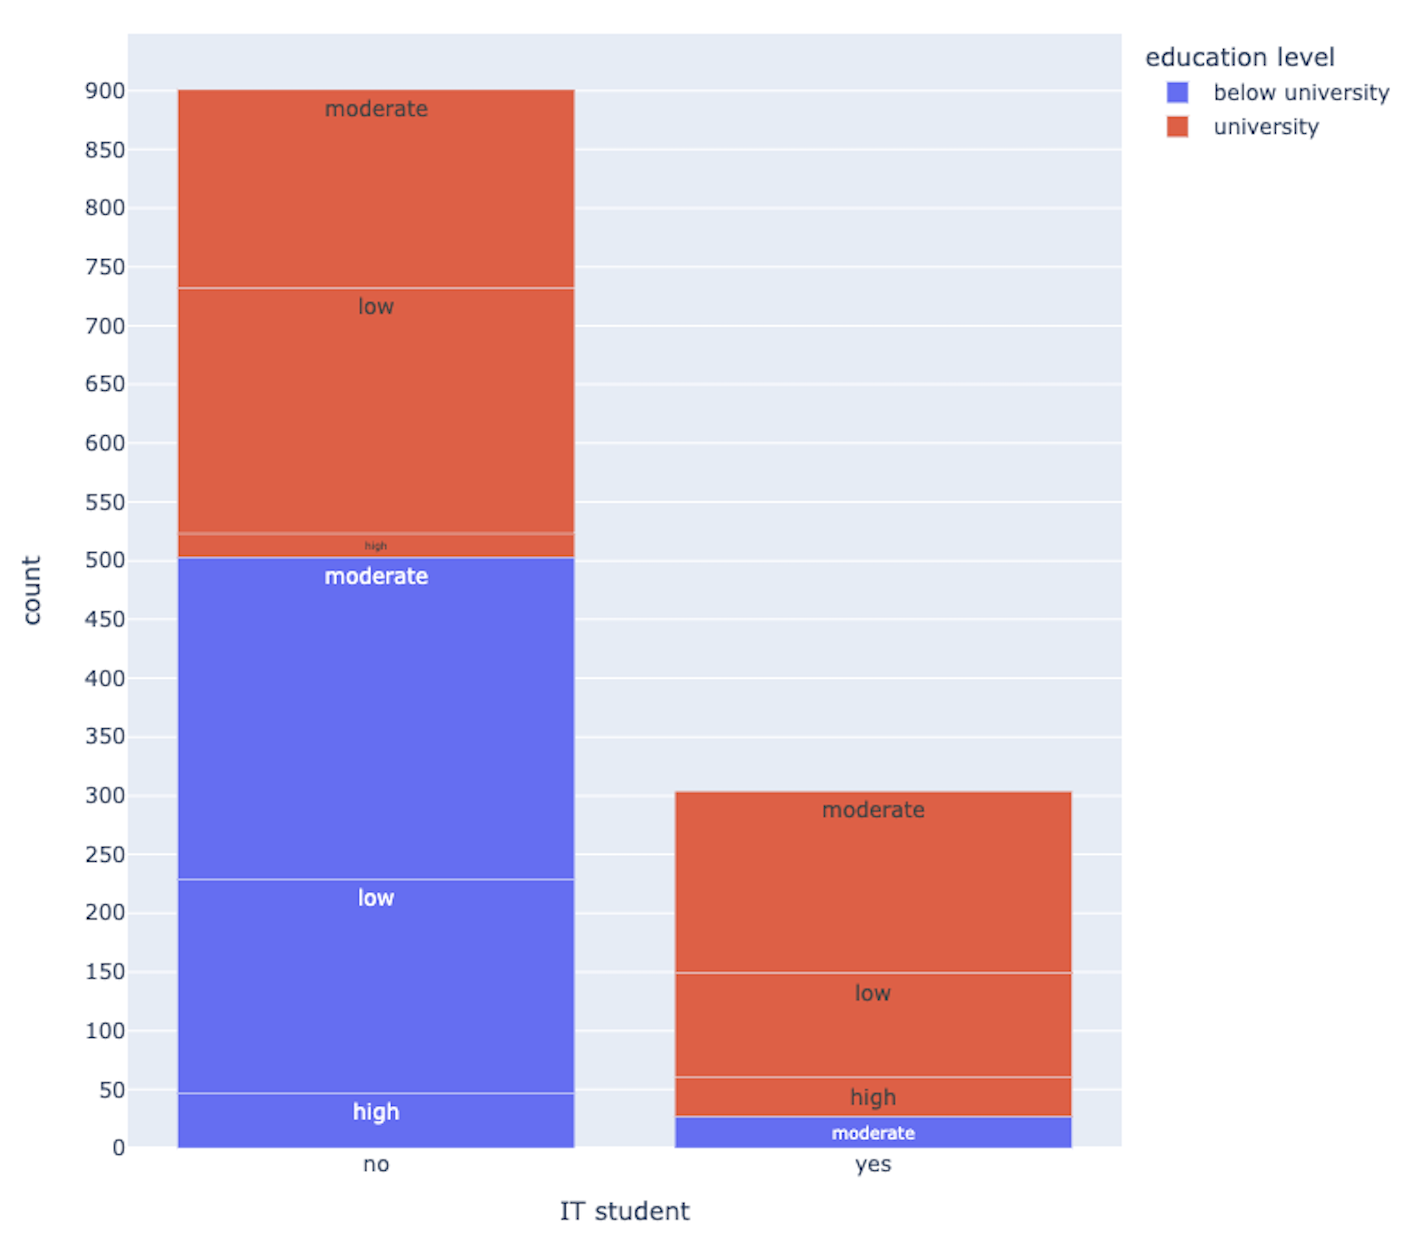 education level
below university
university
900
850
800
750
700
650
600
550
500
450
400
350
300
250
200
150
100
50
0
count
moderate
low
high
moderate
low
high
moderate
low
high
moderate
no
yes
IT student